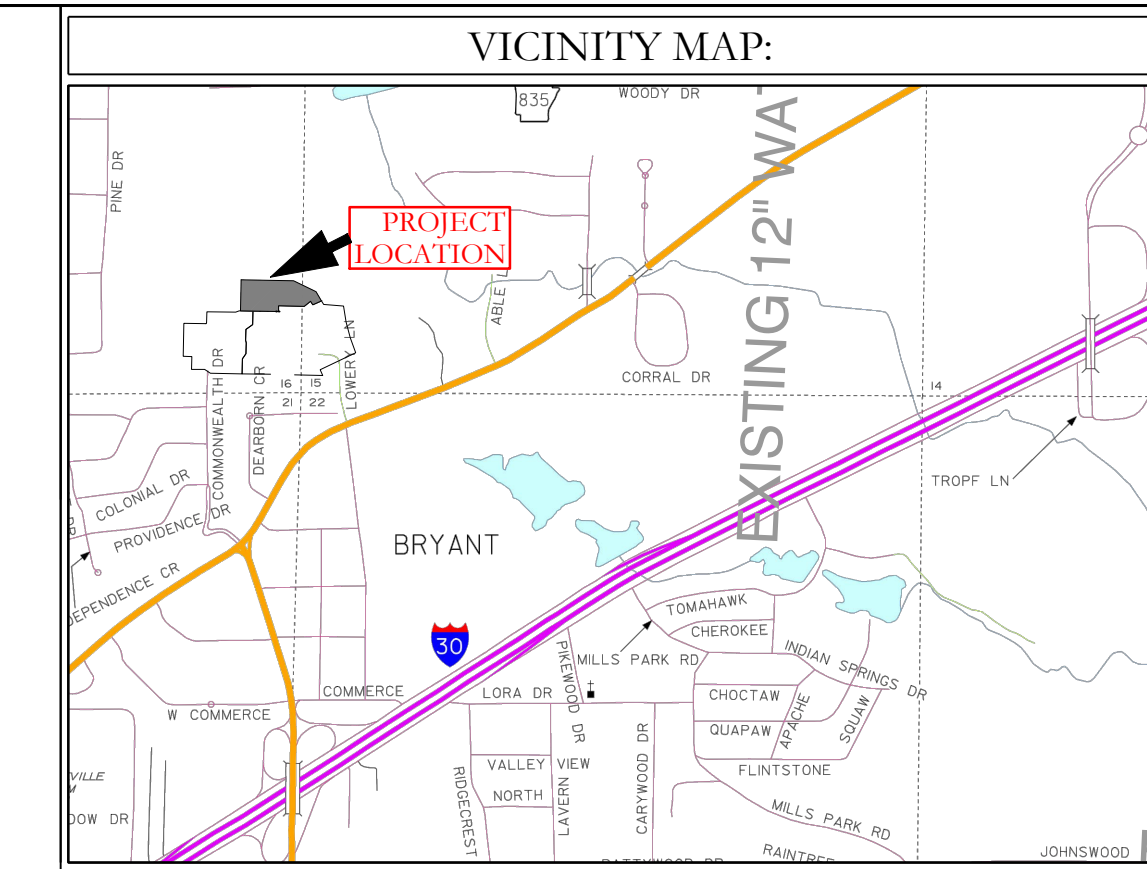 VICINITY MAP:
835
WOODY DR
PINE DR
PROJECT
LOCATION
EXISTING 12" WA
ABLE L
CORRAL DR
LOWERY LN
COMMONWEALTH DR
DEARBORN CR
16 15
21 22
14
TROPF LN
COLONIAL DR
PROVIDENCE DR
DEPENDENCE CR
BRYANT
30
TOMAHAWK
CHEROKEE
MILLS PARK RD
INDIAN SPRINGS DR
PIKEWOOD DR
COMMERCE
LORA DR
W COMMERCE
CHOCTAW
QUAPAW
APACHE
SQUAW
FLINTSTONE
VALLEY VIEW
NORTH
RIDGECREST
LAVERN
CARYWOOD DR
VILLE
M
DOW DR
MILLS PARK RD
RAINTREE
JOHNSWOOD